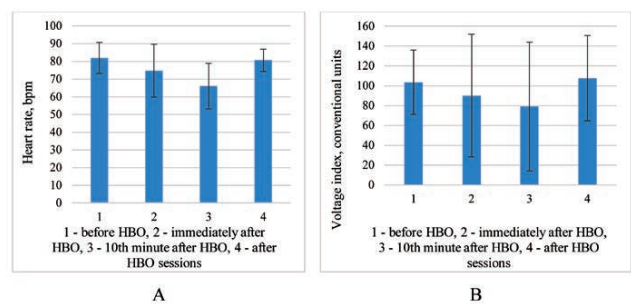 100
90
80
70
60
50
40
30
20
10
0
Heart rate, bpm
1 2 3 4
1 - before HBO, 2 - immediately after
HBO, 3 - 10th minute after HBO, 4 - after
HBO sessions
A
160
140
120
100
80
60
40
20
0
Voltage index, conventional units
1 2 3 4
1 - before HBO, 2 - immediately after HBO,
3 - 10th minute after HBO, 4 - after HBO
sessions
B